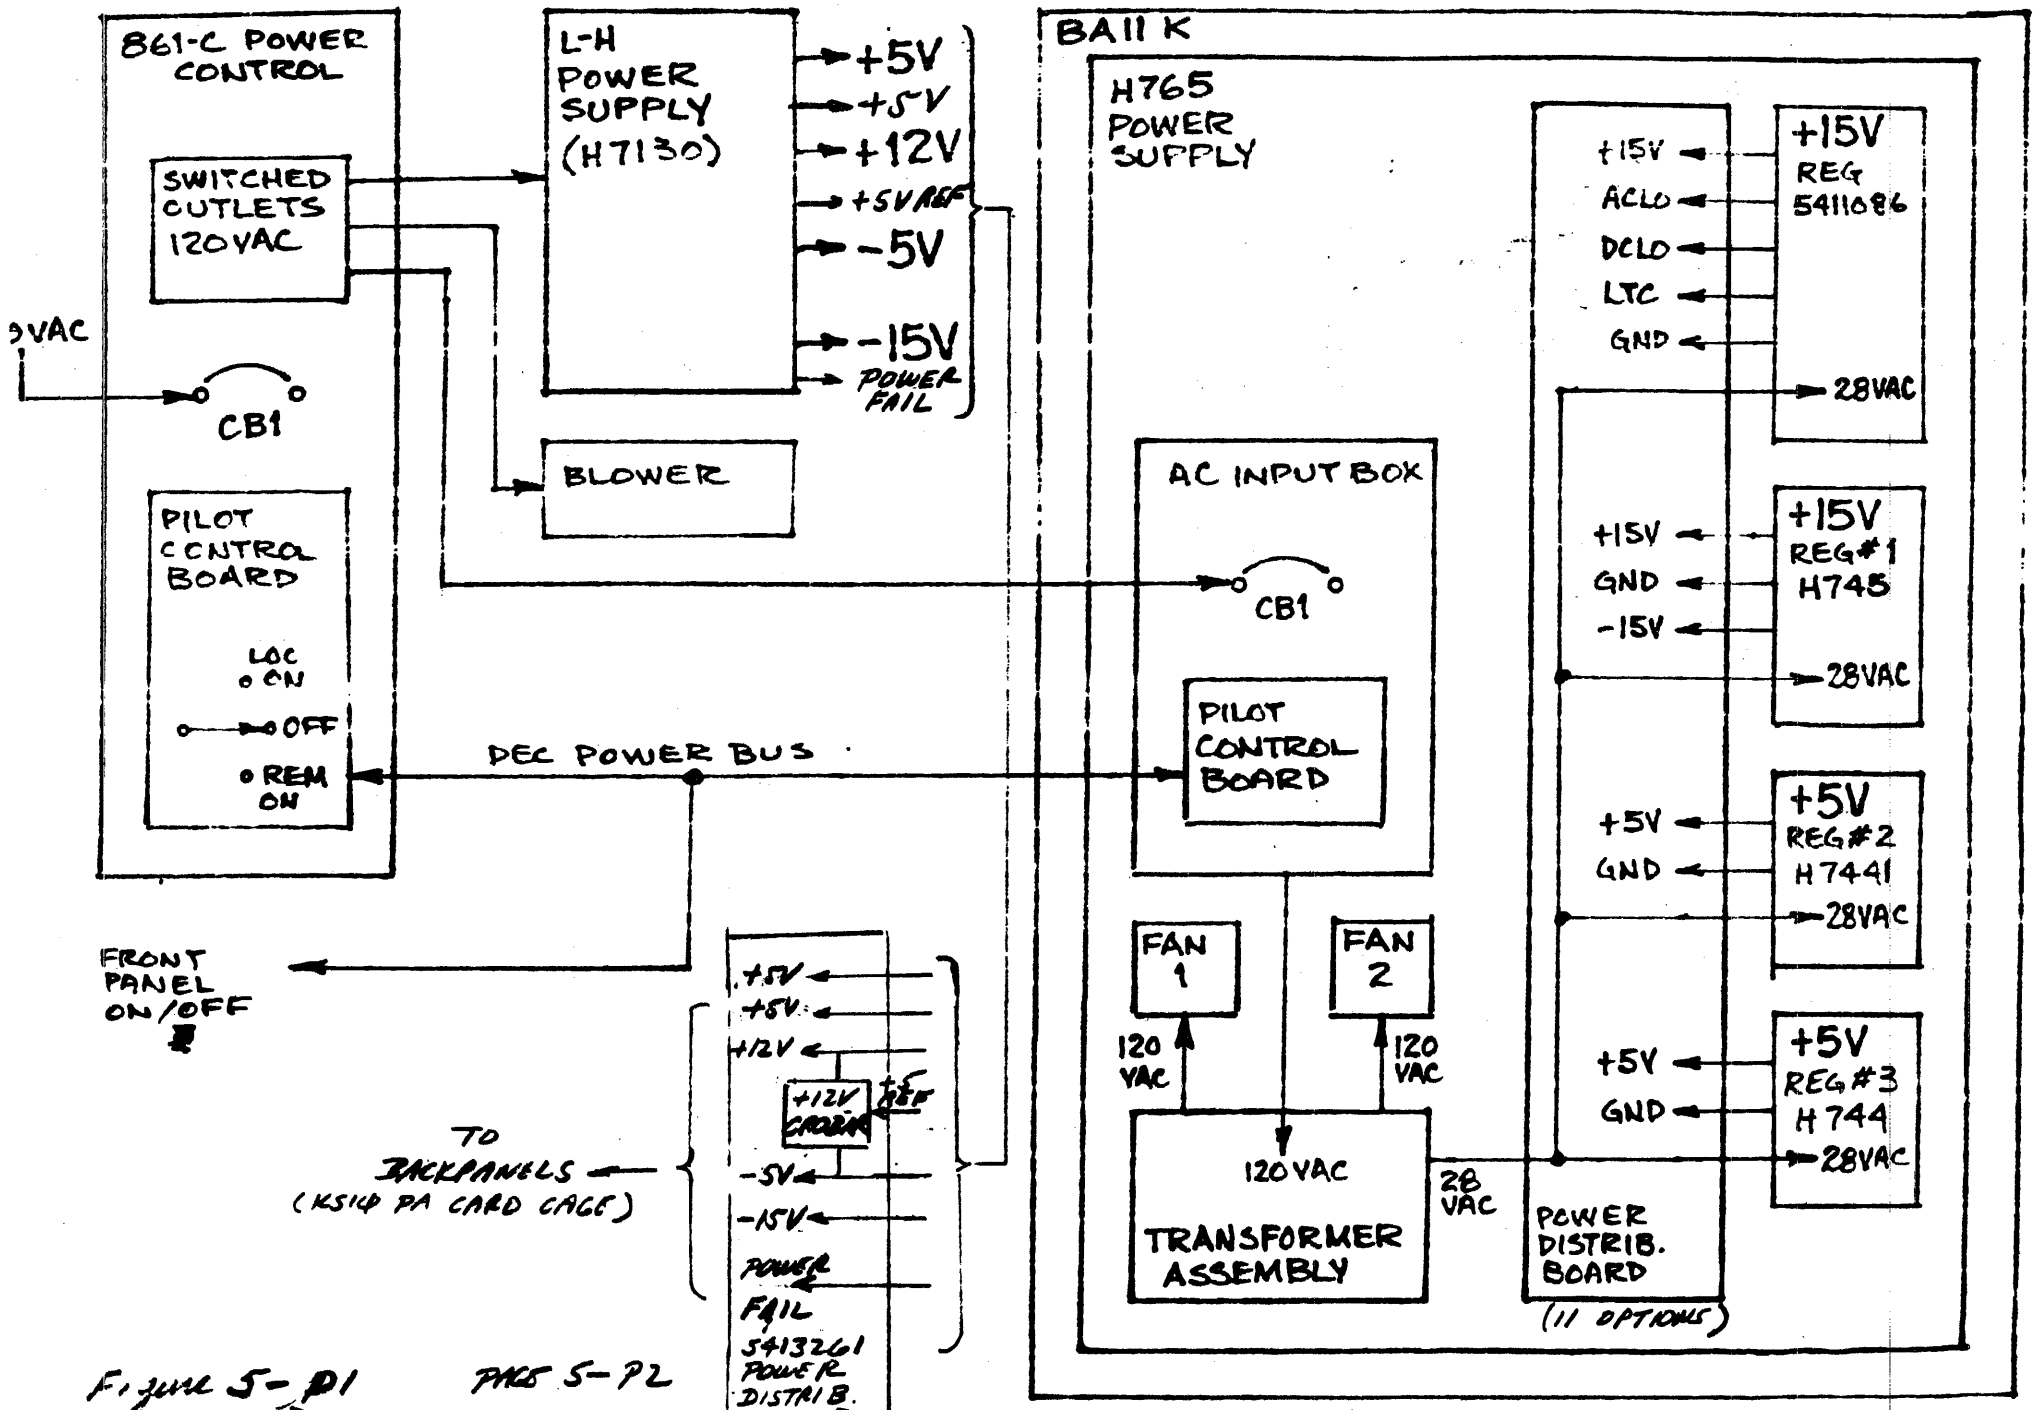 861-C POWER
CONTROL
SWITCHED
OUTLETS
120VAC
VAC
CB1
PILOT
CONTROL
BOARD
LOC
ON
OFF
REM
ON
L-H
POWER
SUPPLY
(H7130)
+5V
+5V
+12V
+5V REF
-5V
-15V
POWER
FAIL
BLOWER
DEC POWER BUS
FRONT
PANEL
ON/OFF
TO
BACKPANELS
(KS10 PA CARD CAGE)
+5V
+5V
+12V
+12V
CROBAR
+5
REF
-5V
-15V
POWER
FAIL
5413261
POWER
DISTRIB.
BA11 K
H765
POWER
SUPPLY
AC INPUT BOX
CB1
PILOT
CONTROL
BOARD
FAN
1
FAN
2
120
VAC
120
VAC
120VAC
TRANSFORMER
ASSEMBLY
28
VAC
+15V
ACLO
DCLO
LTC
GND
+15V
REG
5411086
28VAC
+15V
GND
-15V
+15V
REG#1
H745
28VAC
+5V
GND
+5V
REG#2
H7441
28VAC
+5V
GND
+5V
REG#3
H744
28VAC
POWER
DISTRIB.
BOARD
(11 OPTIONS)
Figure 5-P1
PAGE 5-P2